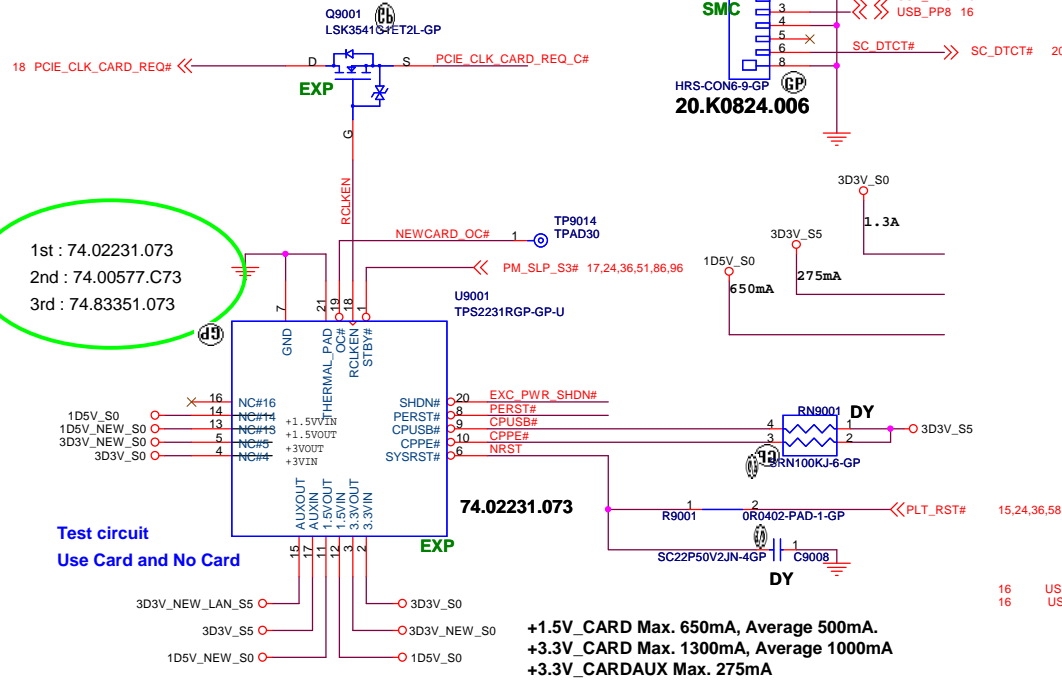 Q9001
LSK3541G1ET2L-GP
18 PCIE_CLK_CARD_REQ#
D
S
PCIE_CLK_CARD_REQ_C#
EXP
G
RCLKEN
SMC
3
4
5
6
8
USB_PP8 16
SC_DTCT#
SC_DTCT# 20
HRS-CON6-9-GP
GP
20.K0824.006
3D3V_S0
1.3A
3D3V_S5
275mA
1D5V_S0
650mA
1st : 74.02231.073
2nd : 74.00577.C73
3rd : 74.83351.073
NEWCARD_OC#
1
TP9014
TPAD30
PM_SLP_S3# 17,24,36,51,86,96
U9001
TPS2231RGP-GP-U
GP
7
21
19
18
1
GND
THERMAL_PAD
OC#
RCLKEN
STBY#
1D5V_S0
1D5V_NEW_S0
3D3V_NEW_S0
3D3V_S0
16
14
13
5
4
NC#16
NC#14
NC#13
NC#5
NC#4
+1.5VVIN
+1.5VOUT
+3VOUT
+3VIN
SHDN#
PERST#
CPUSB#
CPPE#
SYSRST#
20
8
9
10
6
EXC_PWR_SHDN#
PERST#
CPUSB#
CPPE#
NRST
RN9001
DY
4
3
1
2
3D3V_S5
SRN100KJ-6-GP
74.02231.073
R9001
1
2
0R0402-PAD-1-GP
PLT_RST# 15,24,36,58
SC22P50V2JN-4GP
1
C9008
DY
AUXOUT
AUXIN
1.5VOUT
1.5VIN
3.3VOUT
3.3VIN
EXP
15
17
11
12
3
2
Test circuit
Use Card and No Card
3D3V_NEW_LAN_S5
3D3V_S5
1D5V_NEW_S0
3D3V_S0
3D3V_NEW_S0
1D5V_S0
16 US
16 US
+1.5V_CARD Max. 650mA, Average 500mA.
+3.3V_CARD Max. 1300mA, Average 1000mA
+3.3V_CARDAUX Max. 275mA